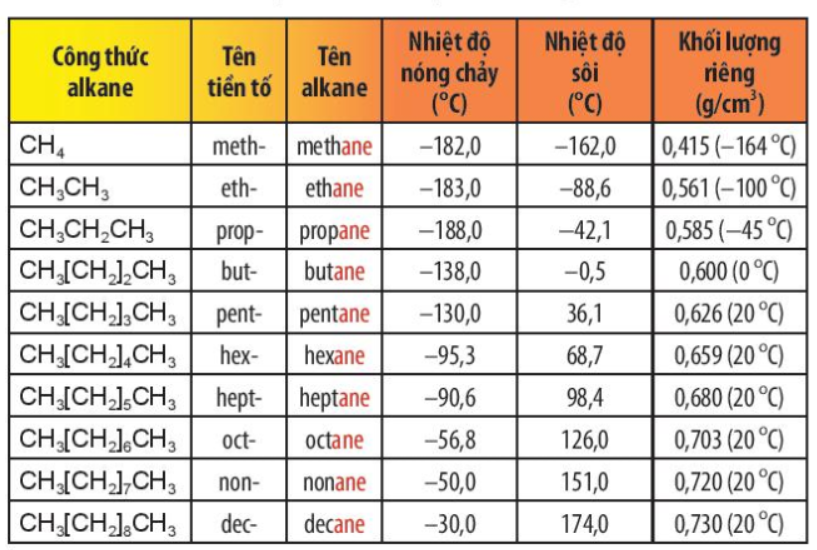 Công thức alkane | Tên tiền tố | Tên alkane | Nhiệt độ nóng chảy (°C) | Nhiệt độ sôi (°C) | Khối lượng riêng (g/cm³)
CH₄ | meth- | methane | –182,0 | –162,0 | 0,415 (–164 °C)
CH₃CH₃ | eth- | ethane | –183,0 | –88,6 | 0,561 (–100 °C)
CH₃CH₂CH₃ | prop- | propane | –188,0 | –42,1 | 0,585 (–45 °C)
CH₃[CH₂]₂CH₃ | but- | butane | –138,0 | –0,5 | 0,600 (0 °C)
CH₃[CH₂]₃CH₃ | pent- | pentane | –130,0 | 36,1 | 0,626 (20 °C)
CH₃[CH₂]₄CH₃ | hex- | hexane | –95,3 | 68,7 | 0,659 (20 °C)
CH₃[CH₂]₅CH₃ | hept- | heptane | –90,6 | 98,4 | 0,680 (20 °C)
CH₃[CH₂]₆CH₃ | oct- | octane | –56,8 | 126,0 | 0,703 (20 °C)
CH₃[CH₂]₇CH₃ | non- | nonane | –50,0 | 151,0 | 0,720 (20 °C)
CH₃[CH₂]₈CH₃ | dec- | decane | –30,0 | 174,0 | 0,730 (20 °C)